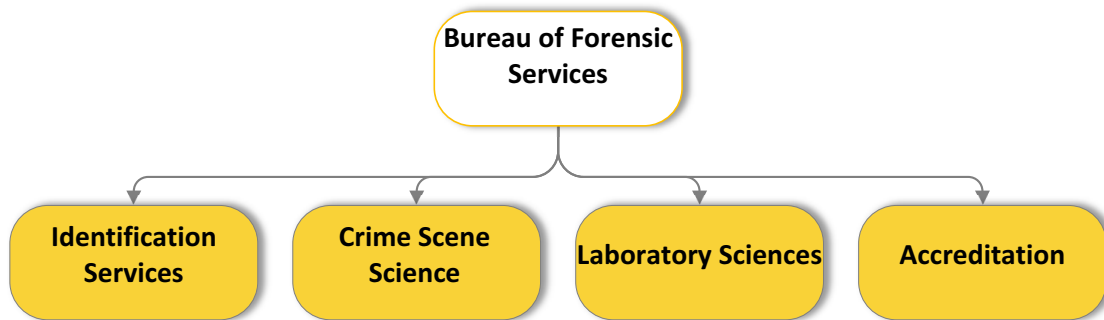 Bureau of Forensic
Services
Identification
Services
Crime Scene
Science
Laboratory Sciences
Accreditation